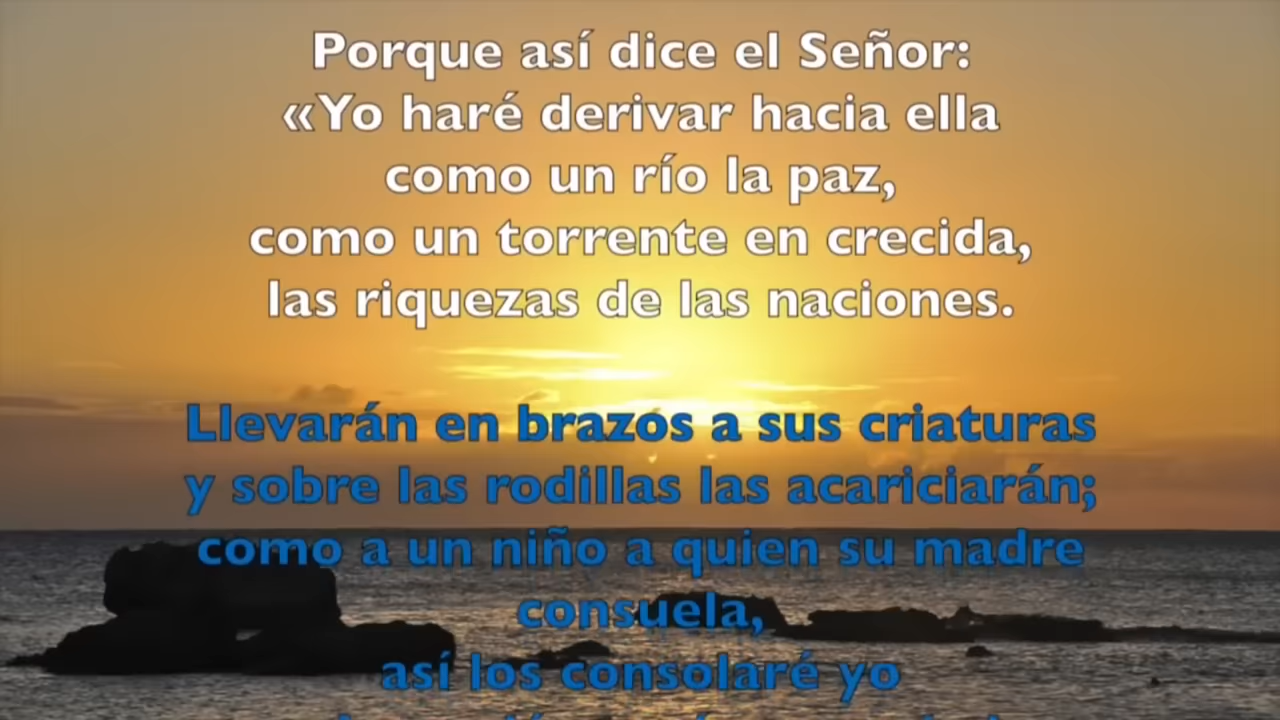 Porque así dice el Señor:
«Yo haré derivar hacia ella
como un río la paz,
como un torrente en crecida,
las riquezas de las naciones.
Llevarán en brazos a sus criaturas
y sobre las rodillas las acariciarán;
como a un niño a quien su madre
consuela,
así los consolaré yo